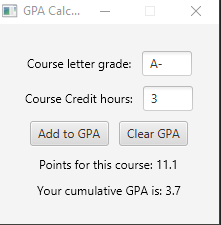 GPA Calc...
Course letter grade: A-
Course Credit hours: 3
Add to GPA Clear GPA
Points for this course: 11.1
Your cumulative GPA is: 3.7